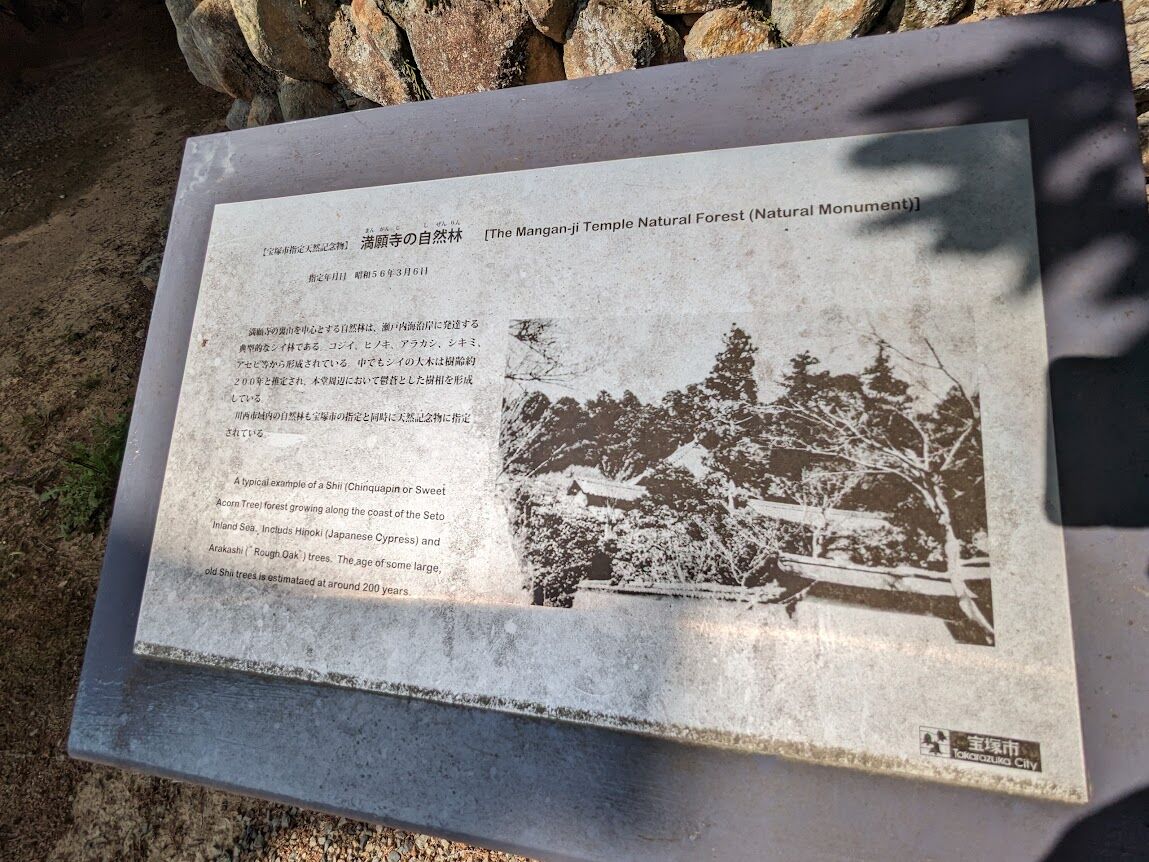 【宝塚市指定天然記念物】 満願寺の自然林 [The Mangan-ji Temple Natural Forest (Natural Monument)]
まん がん じ し ぜん りん
指定年月日 昭和56年3月6日
満願寺の裏山を中心とする自然林は、瀬戸内海沿岸に発達する
典型的なシイ林である。コジイ、ヒノキ、アラカシ、シキミ、
アセビ等から形成されている。中でもシイの大木は樹齢約
200年と推定され、本堂周辺において鬱蒼とした樹相を形成
している。
川西市域内の自然林も宝塚市の指定と同時に天然記念物に指定
されている。
A typical example of a Shii (Chinquapin or Sweet
Acorn Tree) forest growing along the coast of the Seto
Inland Sea. Includs Hinoki (Japanese Cypress) and
Arakashi ("Rough Oak") trees. The age of some large,
old Shii trees is estimataed at around 200 years.
宝塚市
Takarazuka City